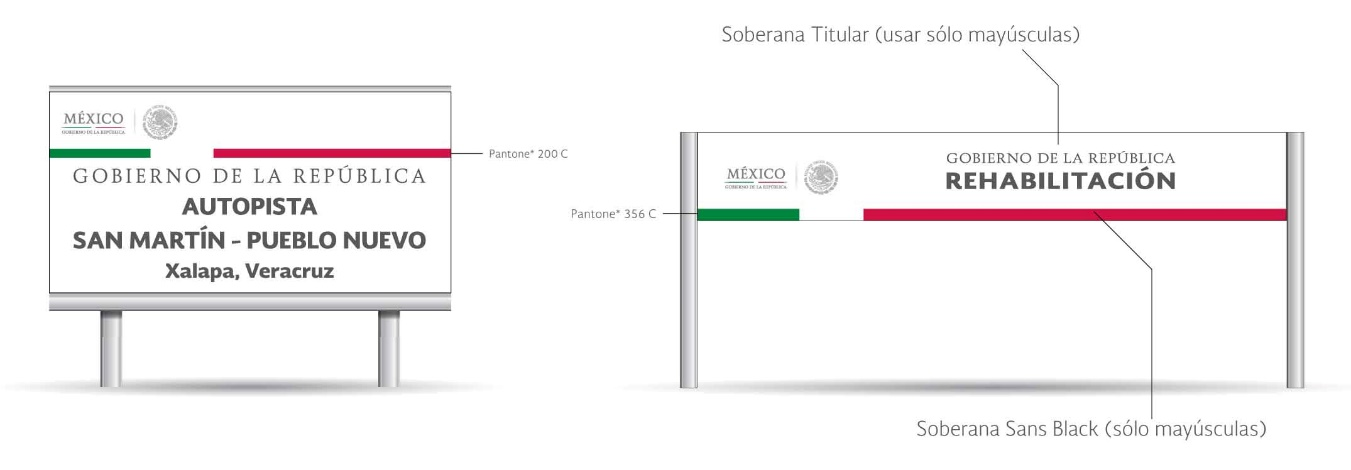 Soberana Titular (usar sólo mayúsculas)
MÉXICO
GOBIERNO DE LA REPÚBLICA
Pantone* 200 C
GOBIERNO DE LA REPÚBLICA
AUTOPISTA
SAN MARTÍN - PUEBLO NUEVO
Xalapa, Veracruz
GOBIERNO DE LA REPÚBLICA
REHABILITACIÓN
MÉXICO
GOBIERNO DE LA REPÚBLICA
Pantone* 356 C
Soberana Sans Black (sólo mayúsculas)